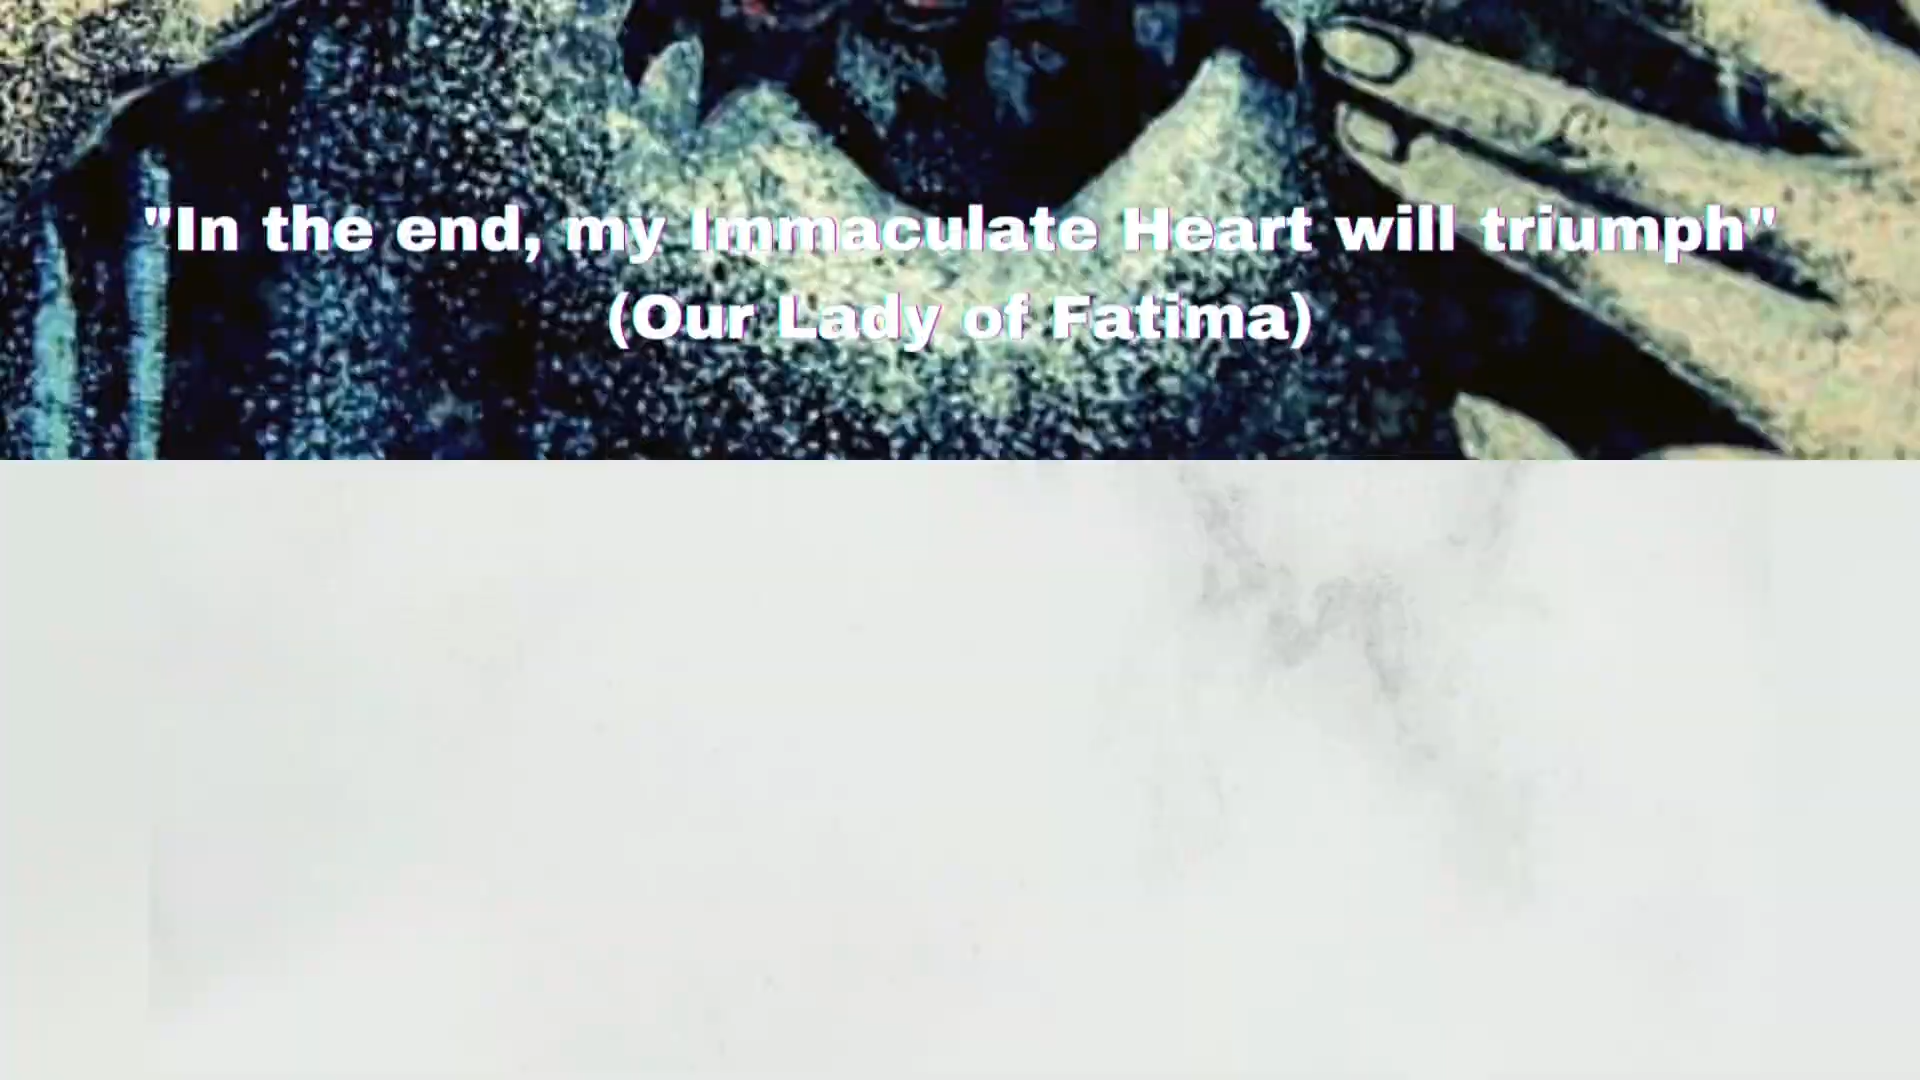 "In the end, my Immaculate Heart will triumph"
(Our Lady of Fatima)